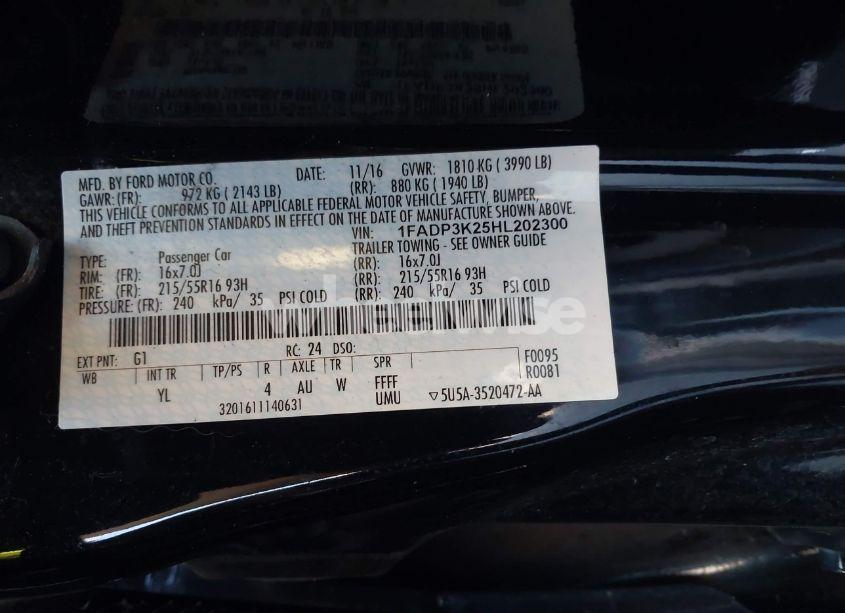 MFD. BY FORD MOTOR CO. DATE: 11/16 GVWR: 1810 KG ( 3990 LB)
GAWR: (FR): 972 KG ( 2143 LB) (RR): 880 KG ( 1940 LB)
THIS VEHICLE CONFORMS TO ALL APPLICABLE FEDERAL MOTOR VEHICLE SAFETY, BUMPER,
AND THEFT PREVENTION STANDARDS IN EFFECT ON THE DATE OF MANUFACTURE SHOWN ABOVE.
VIN: 1FADP3K25HL202300
TYPE: Passenger Car TRAILER TOWING - SEE OWNER GUIDE
RIM: (FR): 16x7.0J (RR): 16x7.0J
TIRE: (FR): 215/55R16 93H (RR): 215/55R16 93H
PRESSURE: (FR): 240 kPa/ 35 PSI COLD (RR): 240 kPa/ 35 PSI COLD
wheelwise
EXT PNT: G1 RC: 24 DSO: F0095
WB INT TR TP/PS R AXLE TR SPR R0081
YL 4 AU W FFFF
UMU
3201611140631 ▽5U5A-3520472-AA